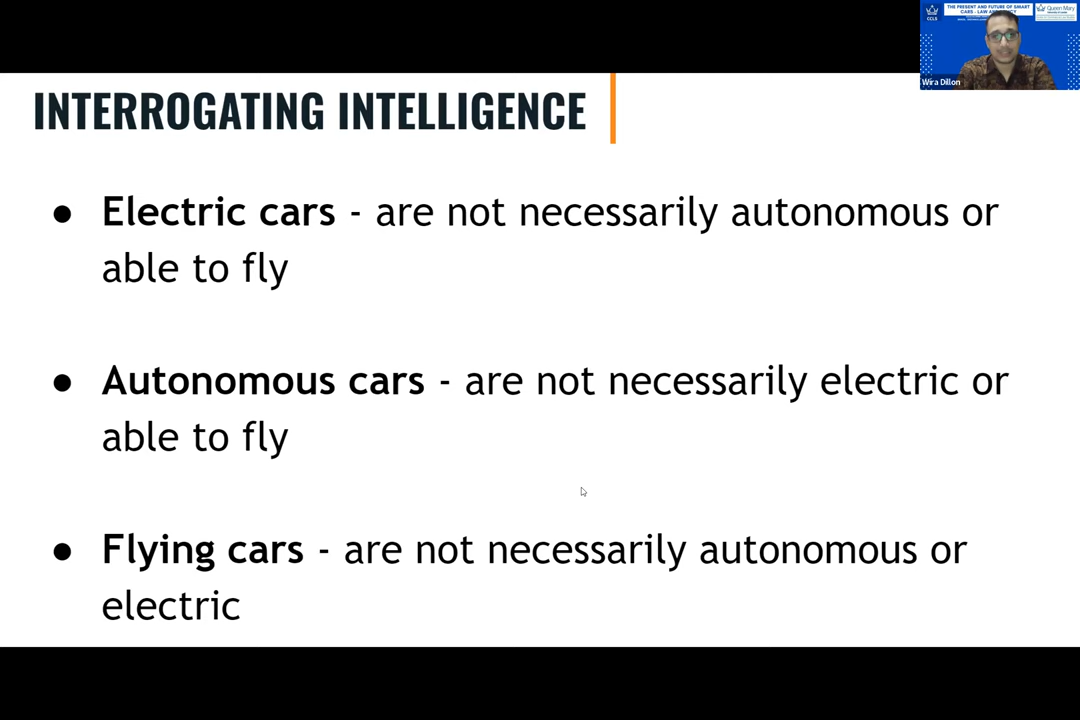 THE PRESENT AND FUTURE OF SMART
CCLS
Queen Mary
Wira Dillon
INTERROGATING INTELLIGENCE
● Electric cars - are not necessarily autonomous or
able to fly
● Autonomous cars - are not necessarily electric or
able to fly
● Flying cars - are not necessarily autonomous or
electric